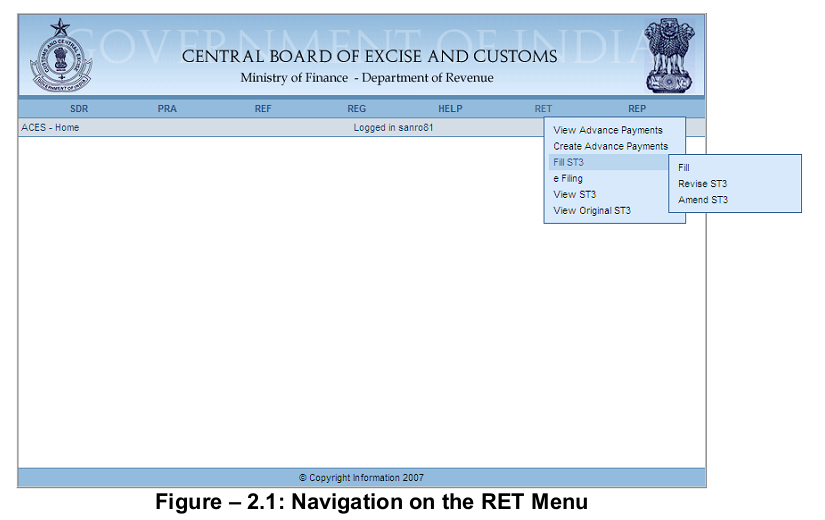 GOVERNMENT OF INDIA
CENTRAL BOARD OF EXCISE AND CUSTOMS
Ministry of Finance - Department of Revenue
SDR PRA REF REG HELP RET REP
ACES - Home Logged in sanro81
View Advance Payments
Create Advance Payments
Fill ST3
e Filing
View ST3
View Original ST3
Fill
Revise ST3
Amend ST3
© Copyright Information 2007
Figure – 2.1: Navigation on the RET Menu